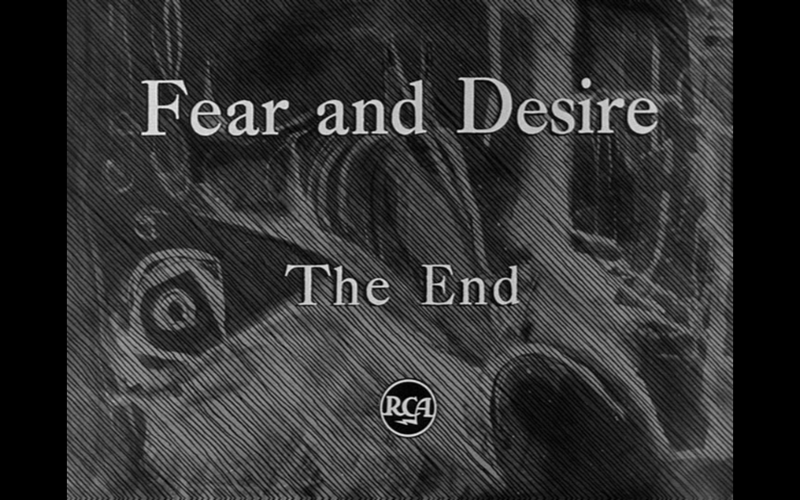 Fear and Desire
The End
RCA